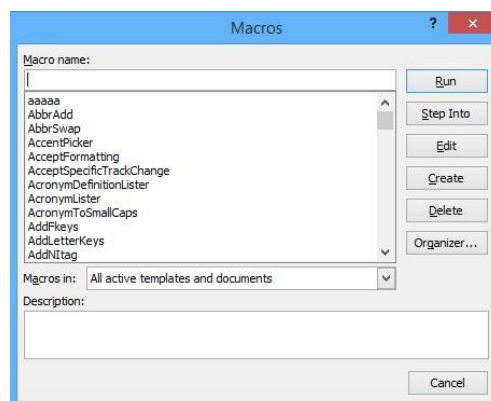 Macros
?
×
Macro name:
Run
aaaaa
AbbrAdd
AbbrSwap
AccentPicker
AcceptFormatting
AcceptSpecificTrackChange
AcronymDefinitionLister
AcronymLister
AcronymToSmallCaps
AddFkeys
AddLetterKeys
AddNItag
Step Into
Edit
Create
Delete
Organizer...
Macros in: All active templates and documents
Description:
Cancel